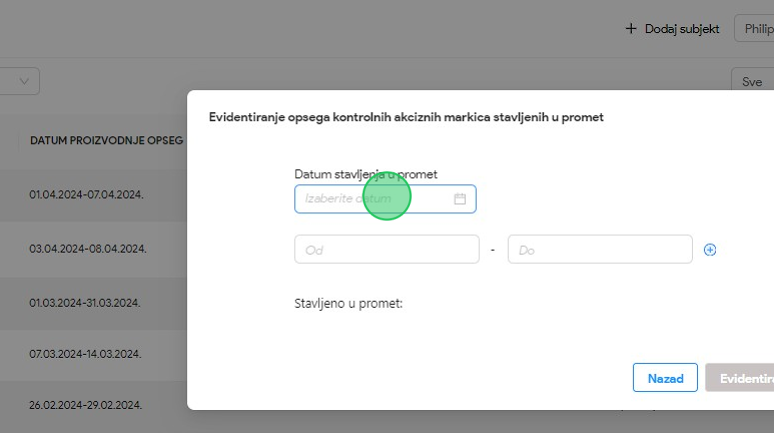 Dodaj subjekt
Philip
Sve
Evidentiranje opsega kontrolnih akciznih markica stavljenih u promet
DATUM PROIZVODNJE OPSEG
Datum stavljenja u promet
01.04.2024-07.04.2024.
Izaberite datum
03.04.2024-08.04.2024.
Od - Do
01.03.2024-31.03.2024.
Stavljeno u promet:
07.03.2024-14.03.2024.
Nazad
Evidentira
26.02.2024-29.02.2024.